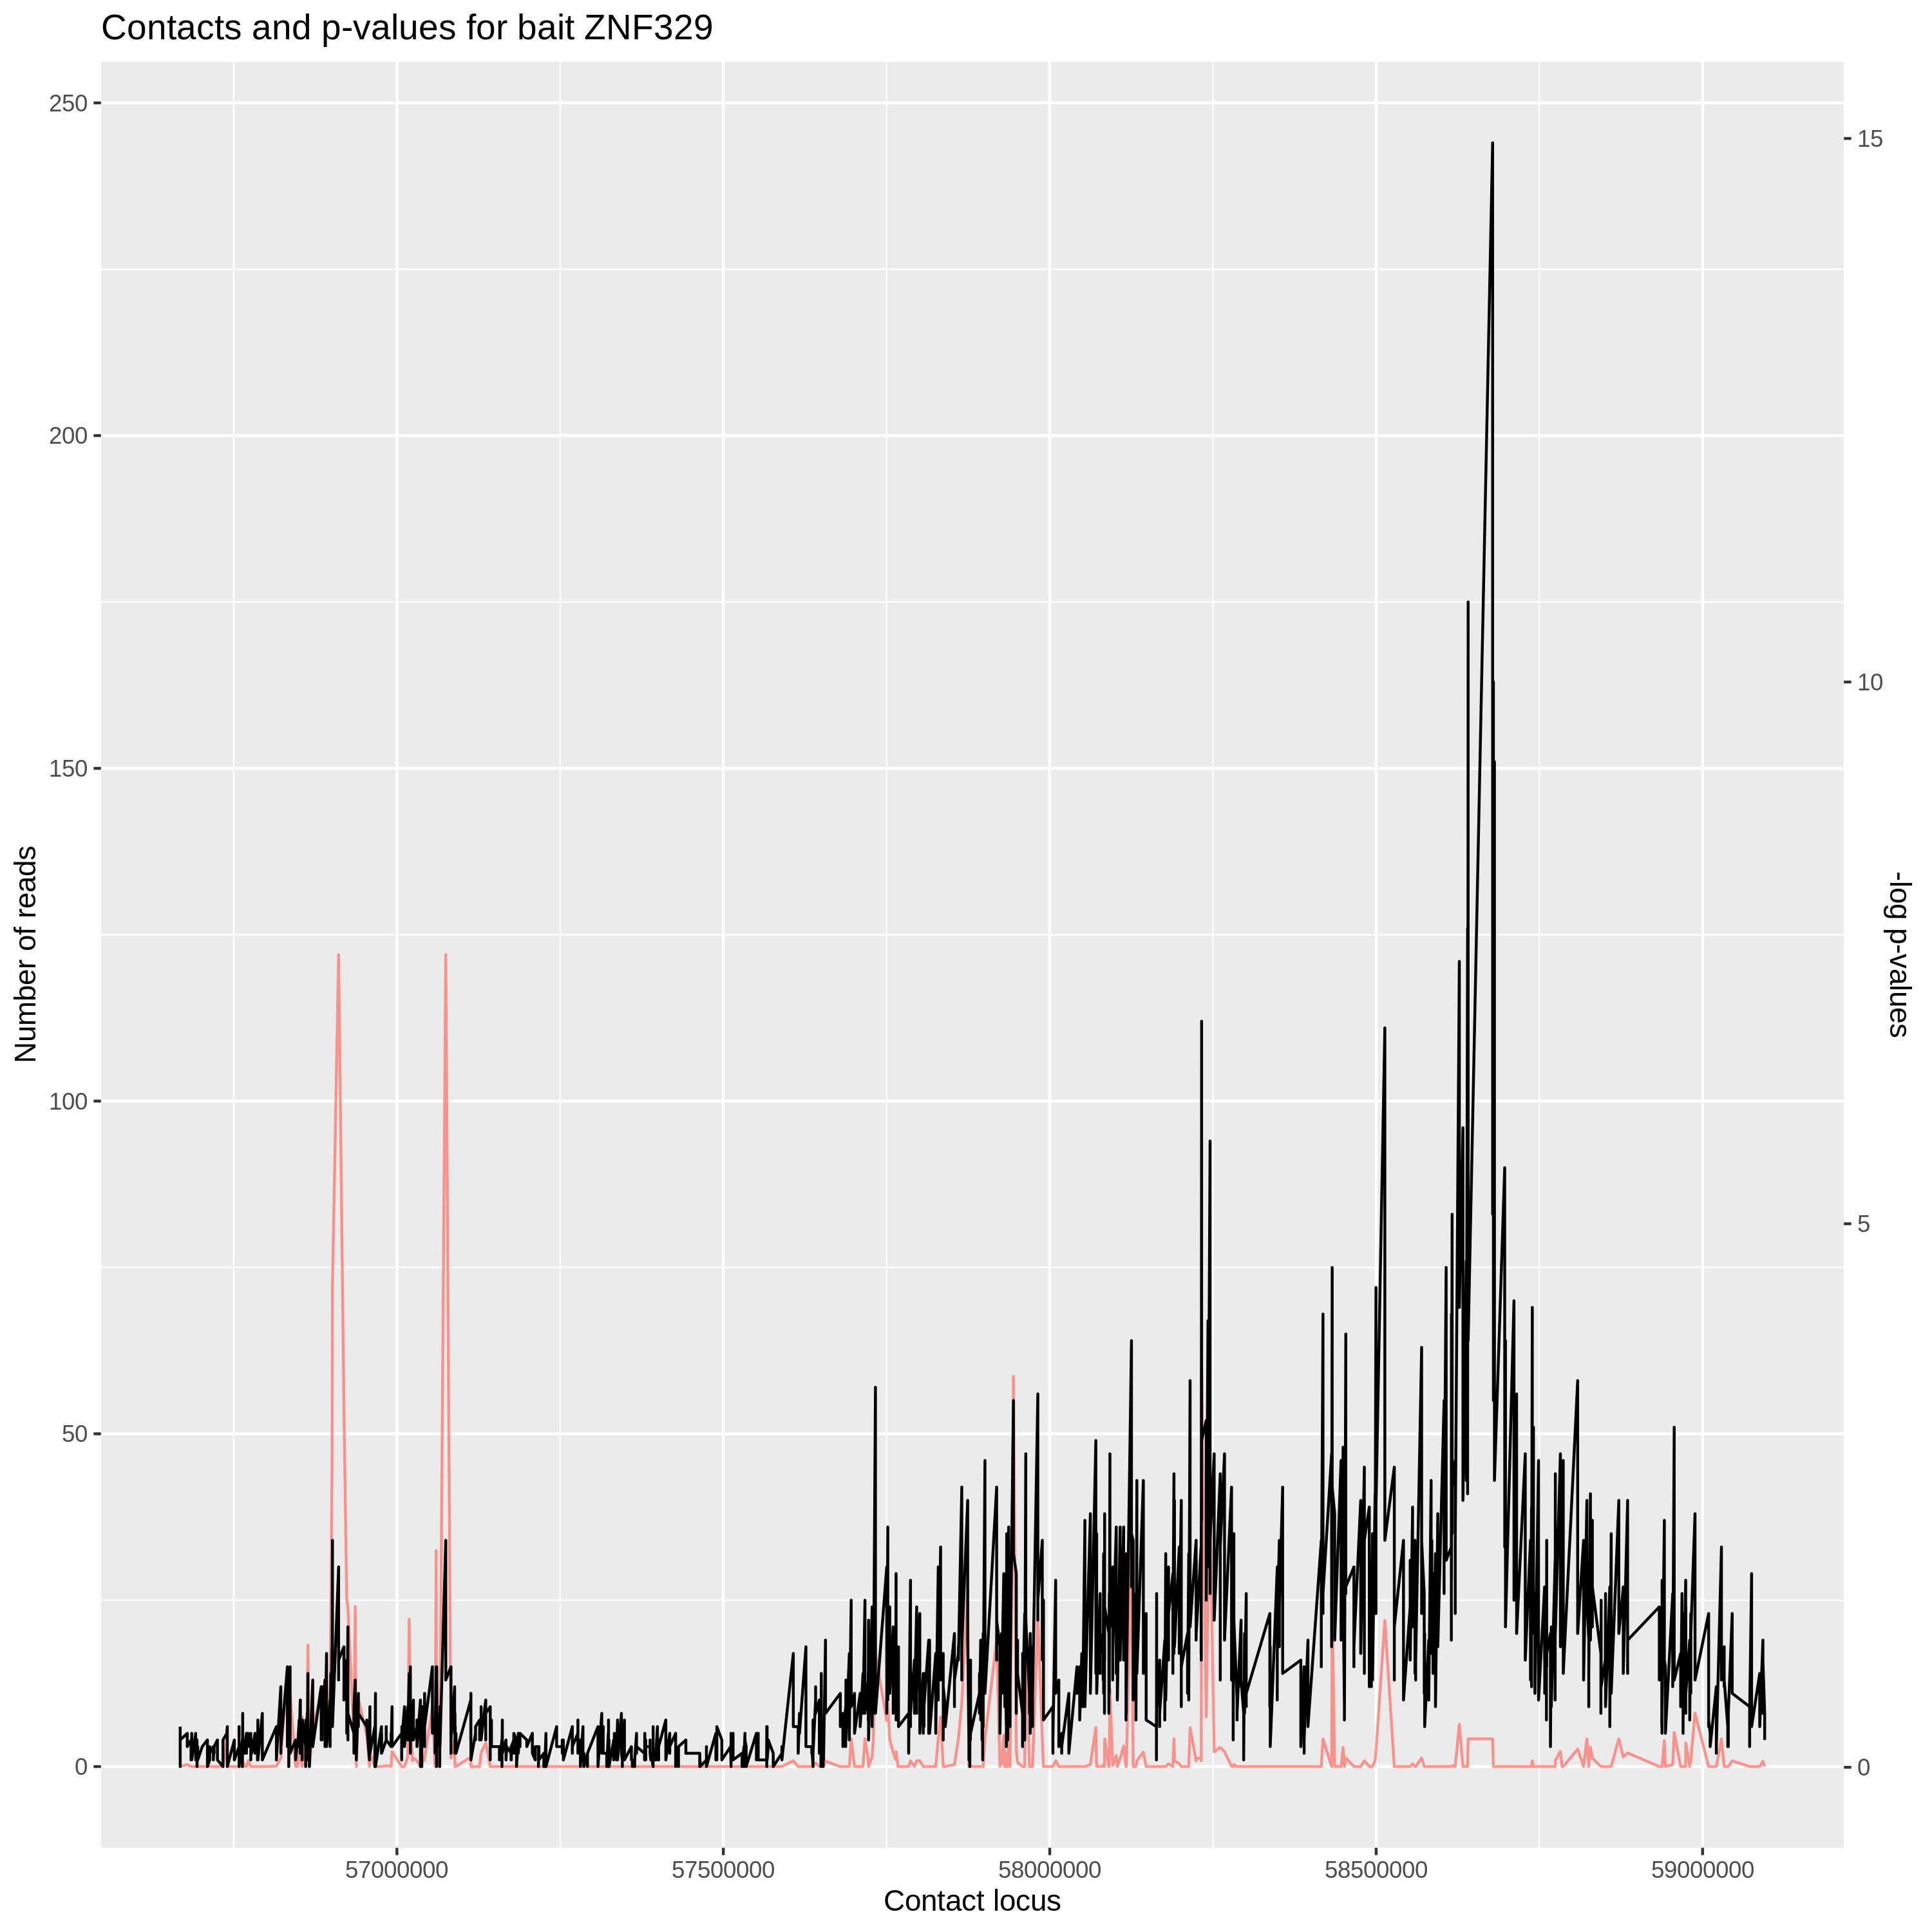 Contacts and p-values for bait ZNF329
250
200
150
100
50
0
15
10
5
0
Number of reads
-log p-values
57000000 57500000 58000000 58500000 59000000
Contact locus